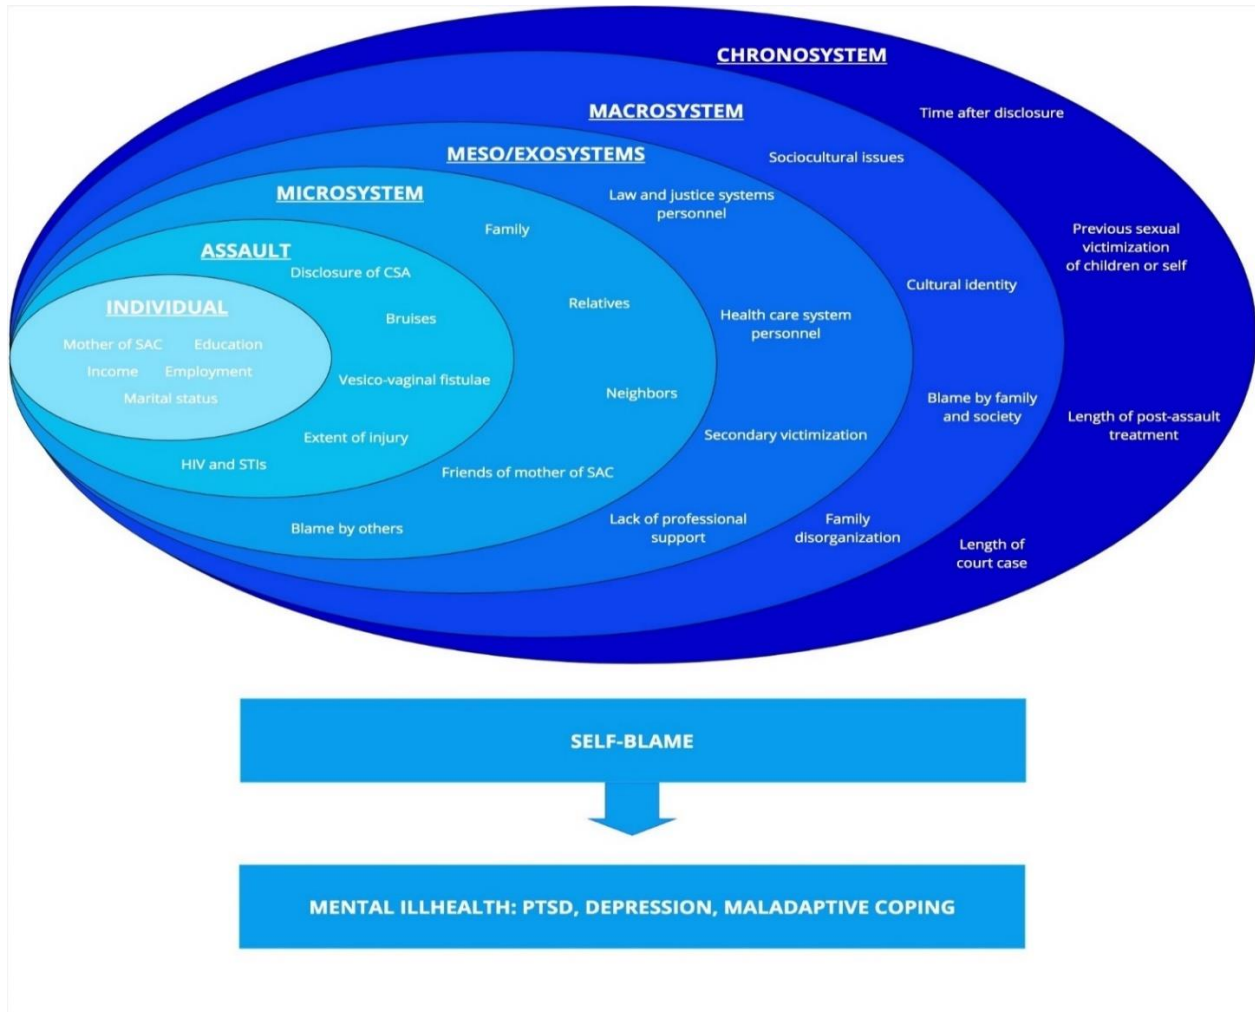 CHRONOSYSTEM
Time after disclosure
Previous sexual
victimization
of children or self
Length of post-assault
treatment
Length of
court case
MACROSYSTEM
Sociocultural issues
Cultural identity
Blame by family
and society
Family
disorganization
MESO/EXOSYSTEMS
Law and justice systems
personnel
Health care system
personnel
Secondary victimization
Lack of professional
support
MICROSYSTEM
Family
Relatives
Neighbors
Friends of mother of SAC
Blame by others
ASSAULT
Disclosure of CSA
Bruises
Vesico-vaginal fistulae
Extent of injury
HIV and STIs
INDIVIDUAL
Mother of SAC Education
Income Employment
Marital status
SELF-BLAME
MENTAL ILLHEALTH: PTSD, DEPRESSION, MALADAPTIVE COPING